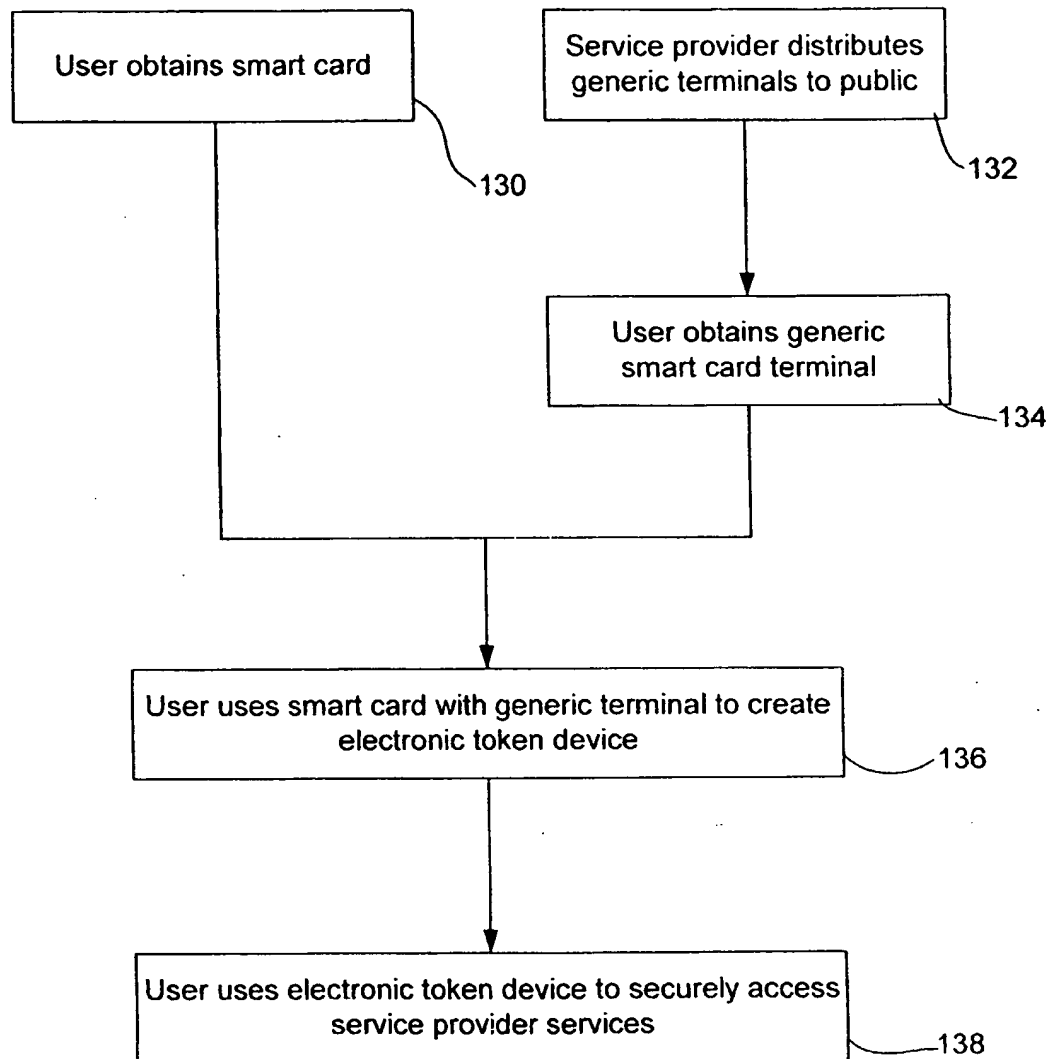 User obtains smart card
130
Service provider distributes
generic terminals to public
132
User obtains generic
smart card terminal
134
User uses smart card with generic terminal to create
electronic token device
136
User uses electronic token device to securely access
service provider services
138